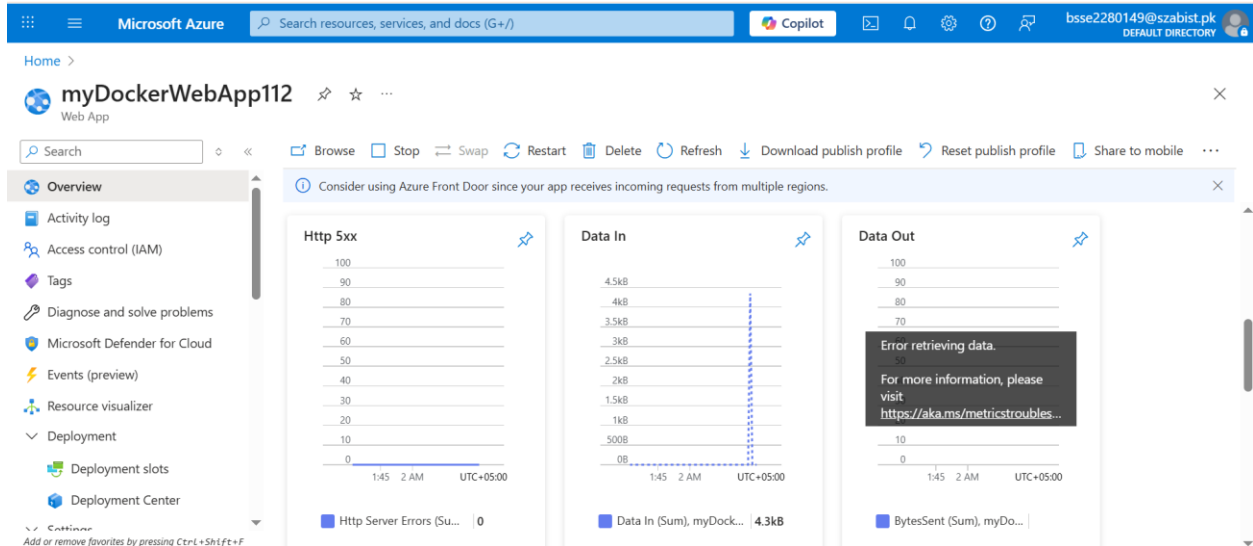 Microsoft Azure
Search resources, services, and docs (G+/)
Copilot
bsse2280149@szabist.pk
DEFAULT DIRECTORY
Home >
myDockerWebApp112
Web App
Search
Browse Stop Swap Restart Delete Refresh Download publish profile Reset publish profile Share to mobile ...
Overview
Activity log
Access control (IAM)
Tags
Diagnose and solve problems
Microsoft Defender for Cloud
Events (preview)
Resource visualizer
Deployment
Deployment slots
Deployment Center
Settings
Add or remove favorites by pressing Ctrl+Shift+F
Consider using Azure Front Door since your app receives incoming requests from multiple regions.
Http 5xx
100
90
80
70
60
50
40
30
20
10
0
1:45 2 AM UTC+05:00
Http Server Errors (Su... 0
Data In
4.5kB
4kB
3.5kB
3kB
2.5kB
2kB
1.5kB
1kB
500B
0B
1:45 2 AM UTC+05:00
Data In (Sum), myDock... 4.3kB
Data Out
100
90
80
70
Error retrieving data.
For more information, please
visit
https://aka.ms/metricstroubles...
10
0
1:45 2 AM UTC+05:00
BytesSent (Sum), myDo...